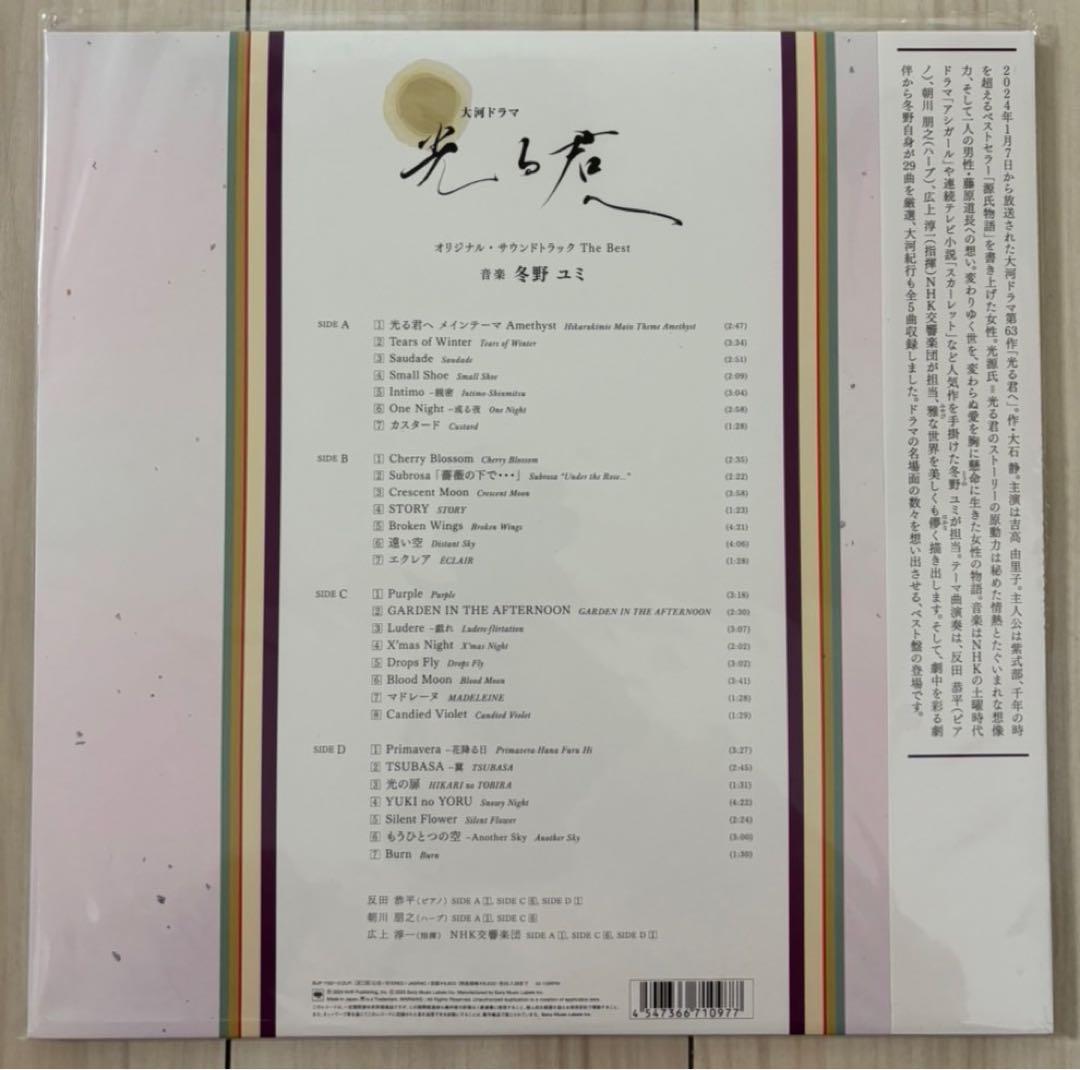 大河ドラマ
光る君へ
オリジナル・サウンドトラック The Best
音楽 冬野 ユミ
SIDE A 1 光る君へ メインテーマ Amethyst Hikarukimie Main Theme Amethyst (2:47)
2 Tears of Winter Tears of Winter (3:34)
3 Saudade Saudade (2:51)
4 Small Shoe Small Shoe (2:09)
5 Intimo –親密 Intimo-Shinmitsu (3:04)
6 One Night –或る夜 One Night (2:58)
7 カスタード Custard (1:28)
SIDE B 1 Cherry Blossom Cherry Blossom (2:35)
2 Subrosa「薔薇の下で・・・」 Subrosa "Under the Rose..." (2:22)
3 Crescent Moon Crescent Moon (3:58)
4 STORY STORY (1:23)
5 Broken Wings Broken Wings (4:21)
6 遠い空 Distant Sky (4:06)
7 エクレア ÉCLAIR (1:28)
SIDE C 1 Purple Purple (3:18)
2 GARDEN IN THE AFTERNOON GARDEN IN THE AFTERNOON (2:30)
3 Ludere –戯れ Ludere-flirtation (3:07)
4 X'mas Night X'mas Night (2:02)
5 Drops Fly Drops Fly (3:02)
6 Blood Moon Blood Moon (3:41)
7 マドレーヌ MADELEINE (1:28)
8 Candied Violet Candied Violet (1:29)
SIDE D 1 Primavera –花降る日 Primavera-Hana Furu Hi (3:27)
2 TSUBASA –翼 TSUBASA (2:45)
3 光の扉 HIKARI no TOBIRA (1:31)
4 YUKI no YORU Snowy Night (4:22)
5 Silent Flower Silent Flower (2:24)
6 もうひとつの空 –Another Sky Another Sky (3:00)
7 Burn Burn (1:30)
反田 恭平(ピアノ) SIDE A 1, SIDE C 6, SIDE D 1
朝川 朋之(ハープ) SIDE A 1, SIDE C 6
広上 淳一(指揮) NHK交響楽団 SIDE A 1, SIDE C 6, SIDE D 1
4 547366 710977
2024年1月7日から放送された大河ドラマ第63作「光る君へ」。作・大石 静。主演は吉高 由里子。主人公は紫式部、千年の時
を超えるベストセラー「源氏物語」を書き上げた女性。光源氏＝光る君のストーリーの原動力は秘めた情熱とたぐいまれな想像
力、そして一人の男性・藤原道長への想い。変わりゆく世を、変わらぬ愛を胸に懸命に生きた女性の物語。音楽はNHKの土曜時代
ドラマ「アシガール」や連続テレビ小説「スカーレット」など人気作を手掛けた冬野 ユミが担当。テーマ曲演奏は、反田 恭平(ピア
ノ)、朝川 朋之(ハープ)、広上 淳一(指揮)NHK交響楽団が担当、雅な世界を美しくも儚く描き出します。そして、劇中を彩る劇
伴から冬野自身が29曲を厳選、大河紀行も全5曲収録しました。ドラマの名場面の数々を想い出させる、ベスト盤の登場です。